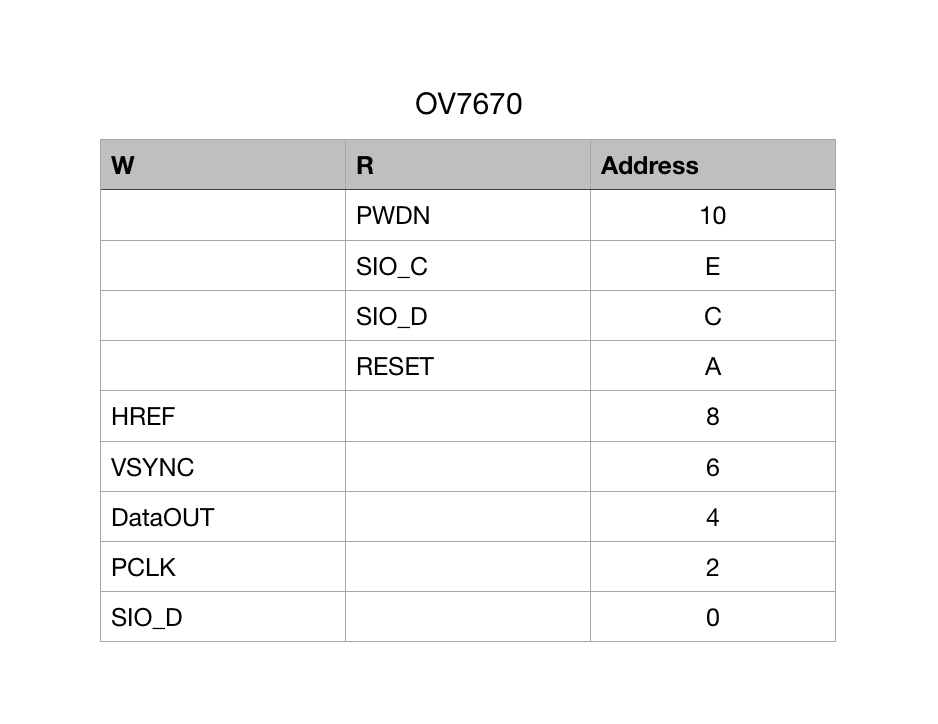 OV7670
W R Address
PWDN 10
SIO_C E
SIO_D C
RESET A
HREF 8
VSYNC 6
DataOUT 4
PCLK 2
SIO_D 0